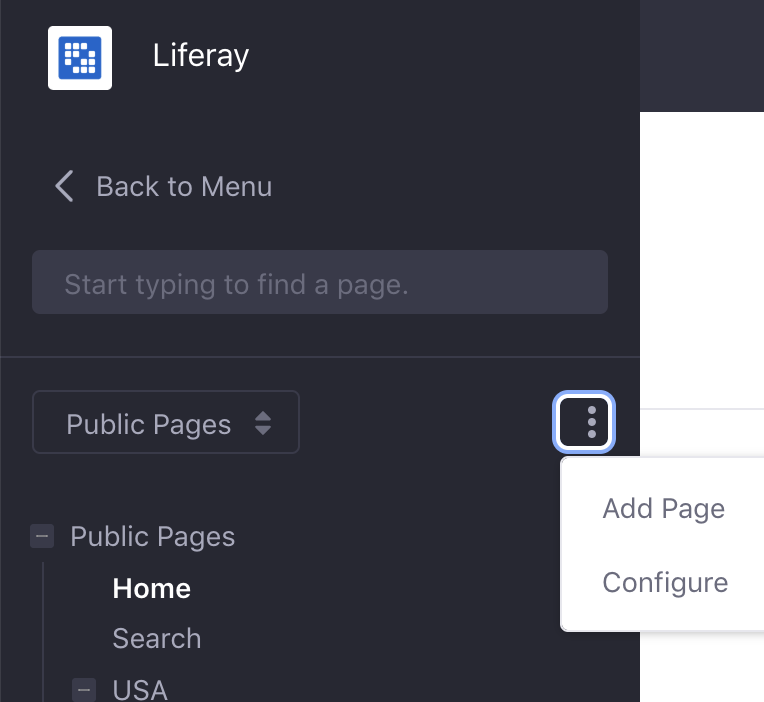 Liferay
Back to Menu
Start typing to find a page.
Public Pages
Add Page
Configure
Public Pages
Home
Search
USA